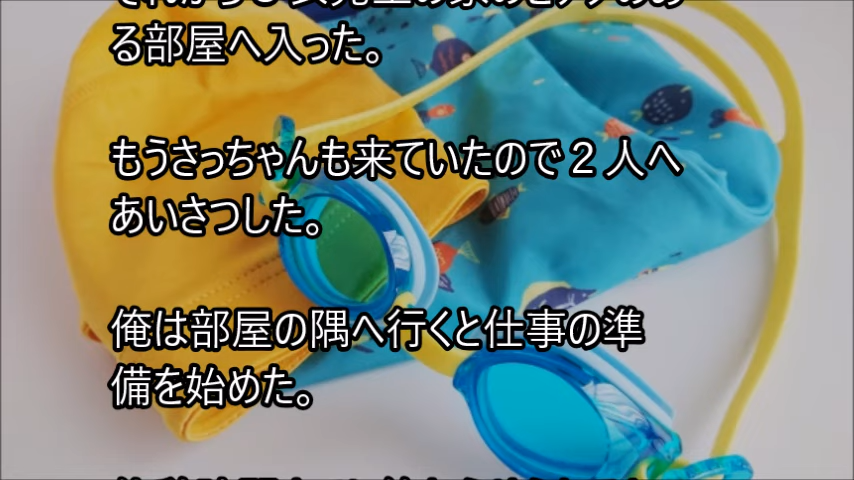 る部屋へ入った。
もうさっちゃんも来ていたので２人へ
あいさつした。
俺は部屋の隅へ行くと仕事の準
備を始めた。